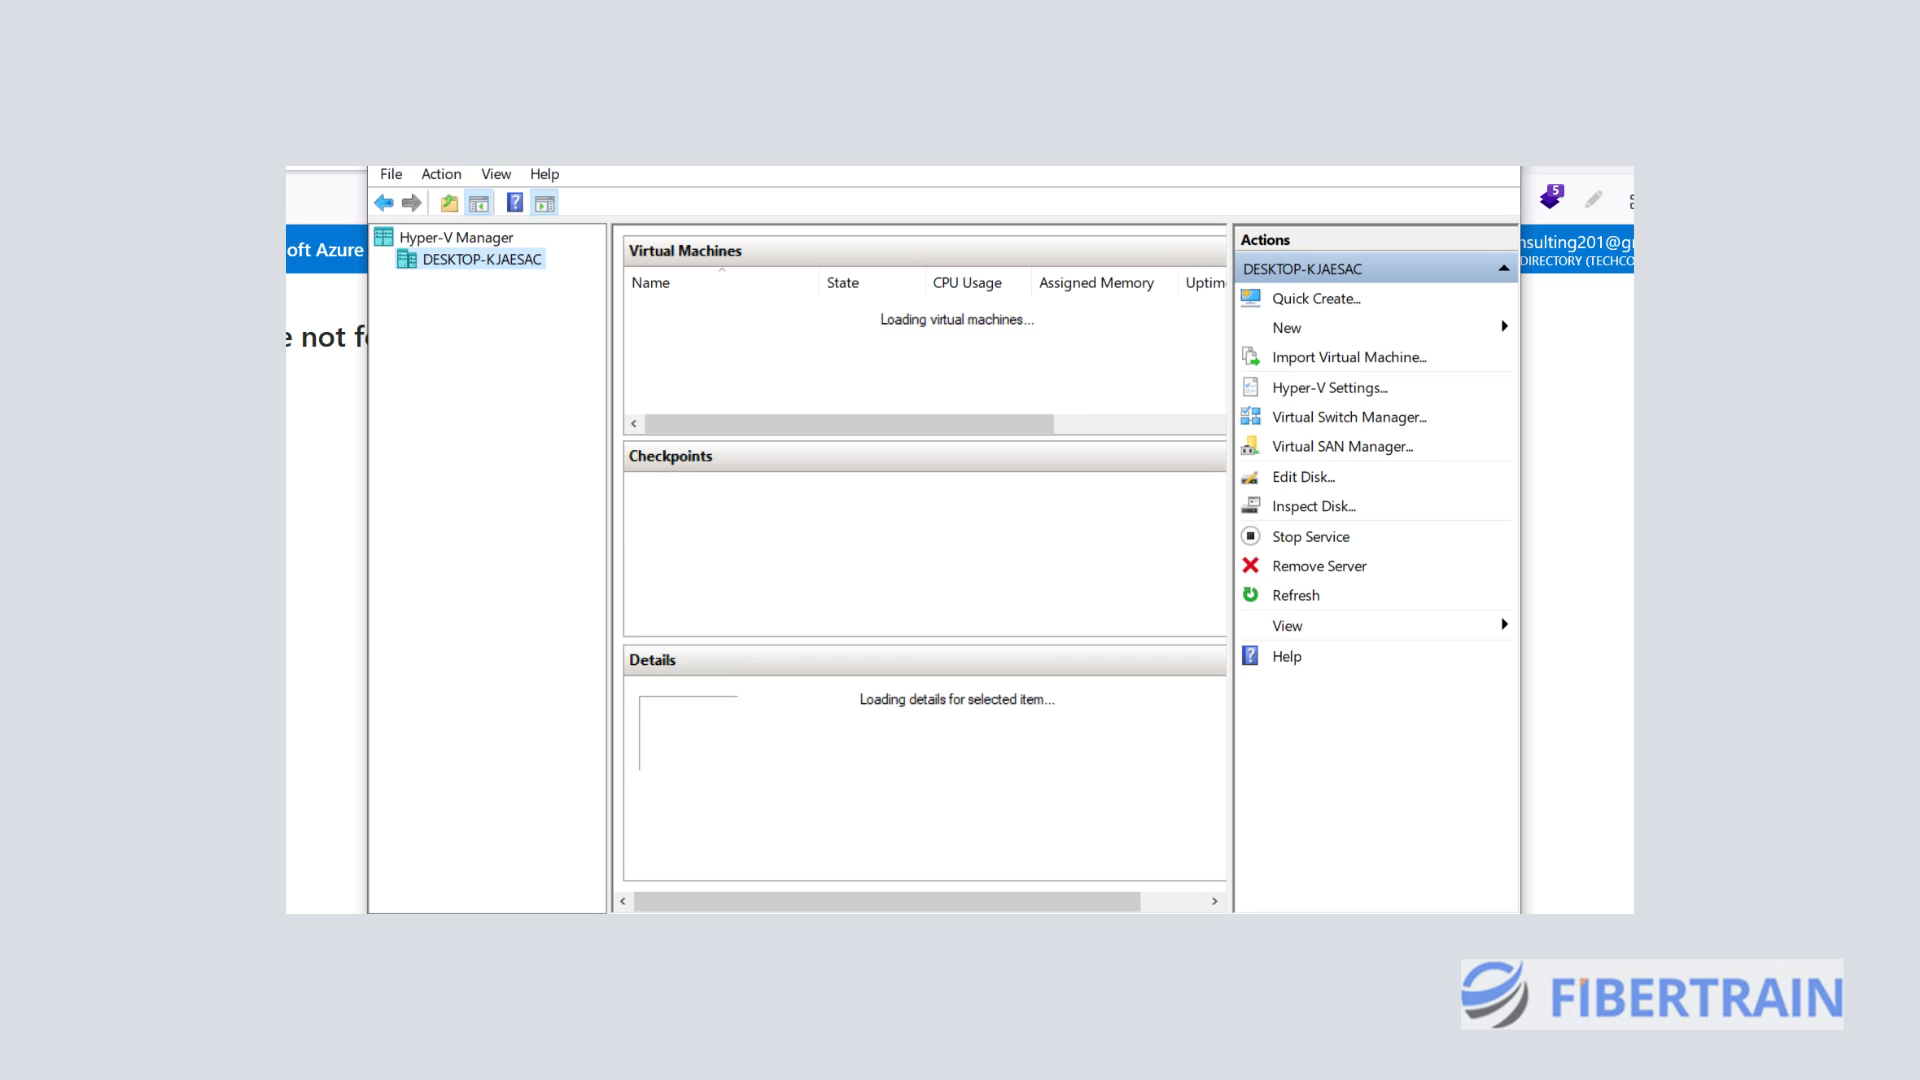 File Action View Help
5
oft Azure
nsulting201@g
DIRECTORY (TECHCO
e not f
Hyper-V Manager
DESKTOP-KJAESAC
Virtual Machines
Name State CPU Usage Assigned Memory Uptim
Loading virtual machines...
Checkpoints
Details
Loading details for selected item...
Actions
DESKTOP-KJAESAC
Quick Create...
New
Import Virtual Machine...
Hyper-V Settings...
Virtual Switch Manager...
Virtual SAN Manager...
Edit Disk...
Inspect Disk...
Stop Service
Remove Server
Refresh
View
Help
FIBERTRAIN